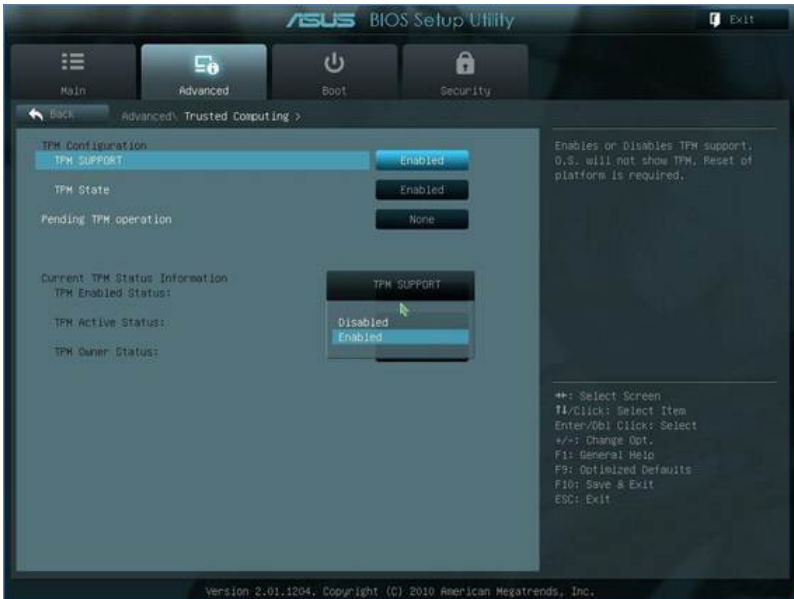 ASUS BIOS Setup Utility
Exit
Main
Advanced
Boot
Security
Back
Advanced\ Trusted Computing >
TPM Configuration
TPM SUPPORT
Enabled
TPM State
Enabled
Pending TPM operation
None
Current TPM Status Information
TPM Enabled Status:
TPM Active Status:
TPM Owner Status:
TPM SUPPORT
Disabled
Enabled
Enables or Disables TPM support.
O.S. will not show TPM. Reset of
platform is required.
→←: Select Screen
↑↓/Click: Select Item
Enter/Dbl Click: Select
+/-: Change Opt.
F1: General Help
F9: Optimized Defaults
F10: Save & Exit
ESC: Exit
Version 2.01.1204. Copyright (C) 2010 American Megatrends, Inc.